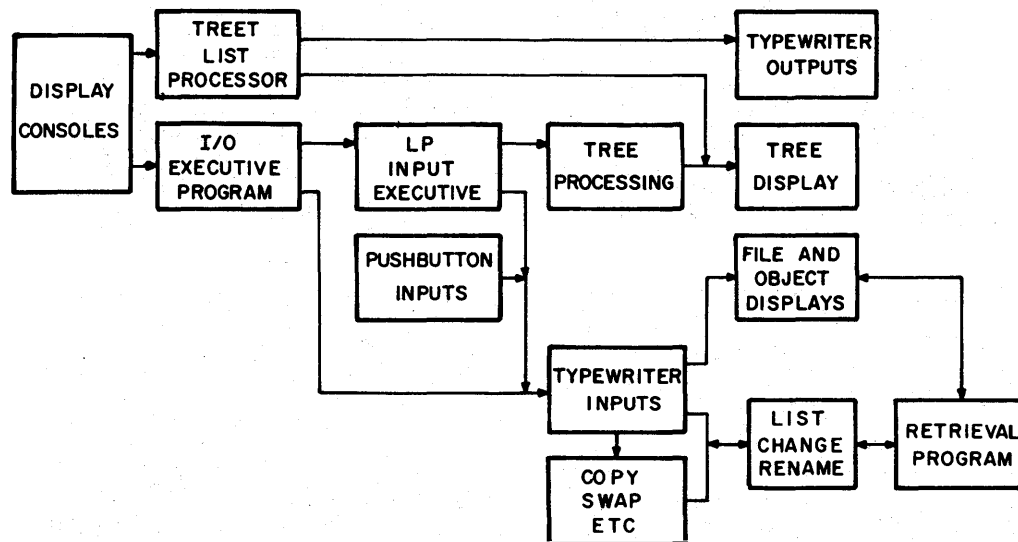 DISPLAY
CONSOLES
TREET
LIST
PROCESSOR
TYPEWRITER
OUTPUTS
I/O
EXECUTIVE
PROGRAM
LP
INPUT
EXECUTIVE
TREE
PROCESSING
TREE
DISPLAY
PUSHBUTTON
INPUTS
FILE AND
OBJECT
DISPLAYS
TYPEWRITER
INPUTS
LIST
CHANGE
RENAME
RETRIEVAL
PROGRAM
COPY
SWAP
ETC